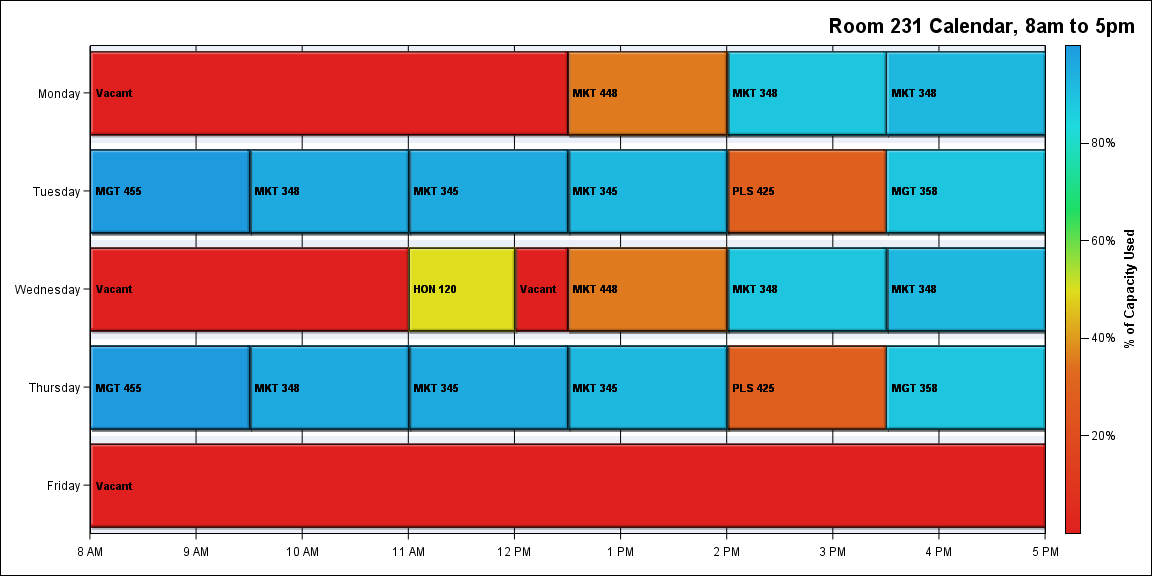 Room 231 Calendar, 8am to 5pm
Monday
Vacant
MKT 448
MKT 348
MKT 348
Tuesday
MGT 455
MKT 348
MKT 345
MKT 345
PLS 425
MGT 358
Wednesday
Vacant
HON 120
Vacant
MKT 448
MKT 348
MKT 348
Thursday
MGT 455
MKT 348
MKT 345
MKT 345
PLS 425
MGT 358
Friday
Vacant
8 AM
9 AM
10 AM
11 AM
12 PM
1 PM
2 PM
3 PM
4 PM
5 PM
80%
60%
40%
20%
% of Capacity Used